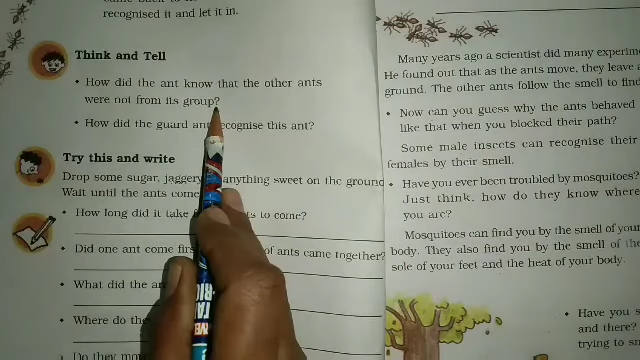 came back to
recognised it and let it in.
Think and Tell
• How did the ant know that the other ants
were not from its group?
• How did the guard ant recognise this ant?
Try this and write
Drop some sugar, jaggery anything sweet on the ground
Wait until the ants come
• How long did it take to come?
• Did one ant come of ants came together?
• What did the
• Where do the
Do they
Many years ago a scientist did many
He found out that as the ants move, they leave
ground. The other ants follow the smell to find
• Now can you guess why the ants behaved
like that when you blocked their path?
Some male insects can recognise their
females by their smell.
• Have you ever been troubled by mosquitoes?
Just think, how do they know where
you are?
Mosquitoes can find you by the smell of your
body. They also find you by the smell of the
sole of your feet and the heat of your body.
• Have you
and there?
trying to